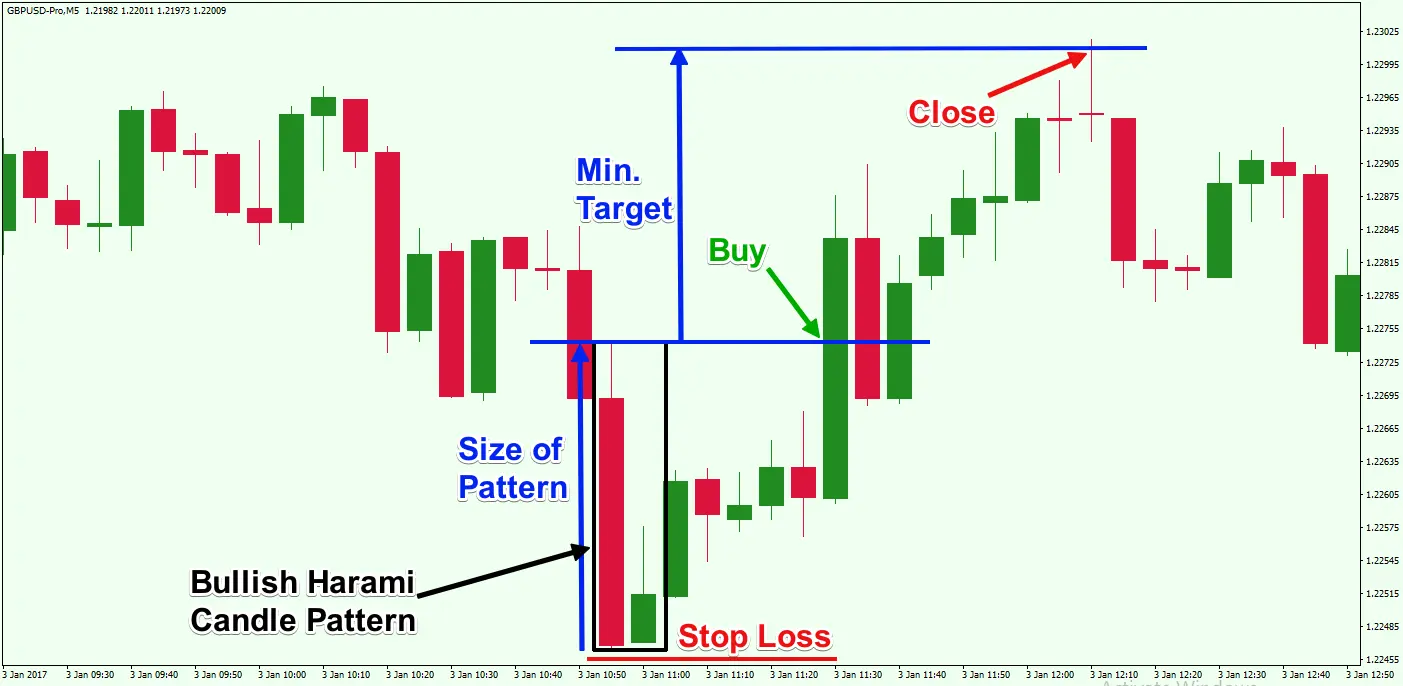 GBPUSD-Pro,M5 1.21982 1.22011 1.21973 1.22009
1.23025
1.22995
Close
1.22965
1.22935
Min.
Target
1.22905
1.22875
Buy
1.22845
1.22815
1.22785
1.22755
1.22725
1.22695
Size of
Pattern
1.22665
1.22635
1.22605
1.22575
1.22545
Bullish Harami
Candle Pattern
1.22515
Stop Loss
1.22485
1.22455
3 Jan 2017 3 Jan 09:30 3 Jan 09:40 3 Jan 09:50 3 Jan 10:00 3 Jan 10:10 3 Jan 10:20 3 Jan 10:30 3 Jan 10:40 3 Jan 10:50 3 Jan 11:00 3 Jan 11:10 3 Jan 11:20 3 Jan 11:30 3 Jan 11:40 3 Jan 11:50 3 Jan 12:00 3 Jan 12:10 3 Jan 12:20 3 Jan 12:30 3 Jan 12:40 3 Jan 12:50